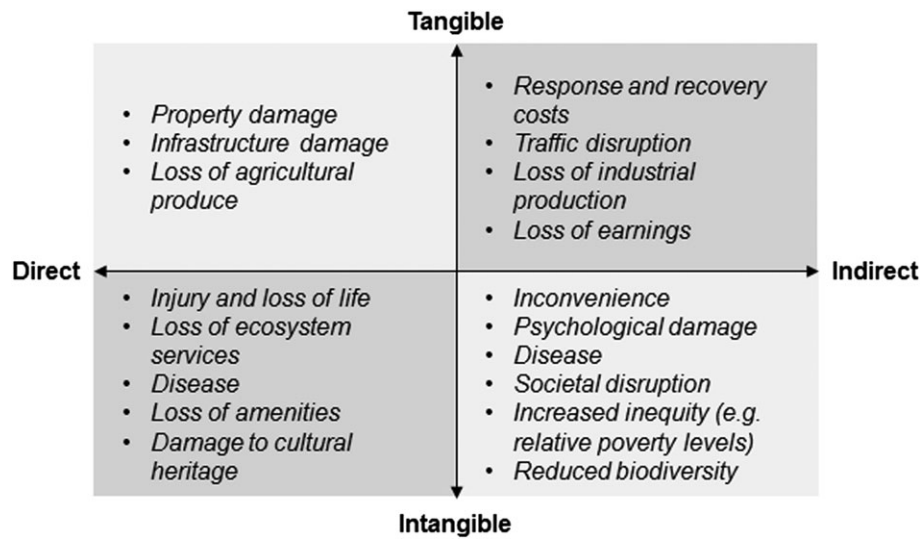 Tangible
• Property damage
• Infrastructure damage
• Loss of agricultural
produce
• Response and recovery
costs
• Traffic disruption
• Loss of industrial
production
• Loss of earnings
Direct
Indirect
• Injury and loss of life
• Loss of ecosystem
services
• Disease
• Loss of amenities
• Damage to cultural
heritage
• Inconvenience
• Psychological damage
• Disease
• Societal disruption
• Increased inequity (e.g.
relative poverty levels)
• Reduced biodiversity
Intangible